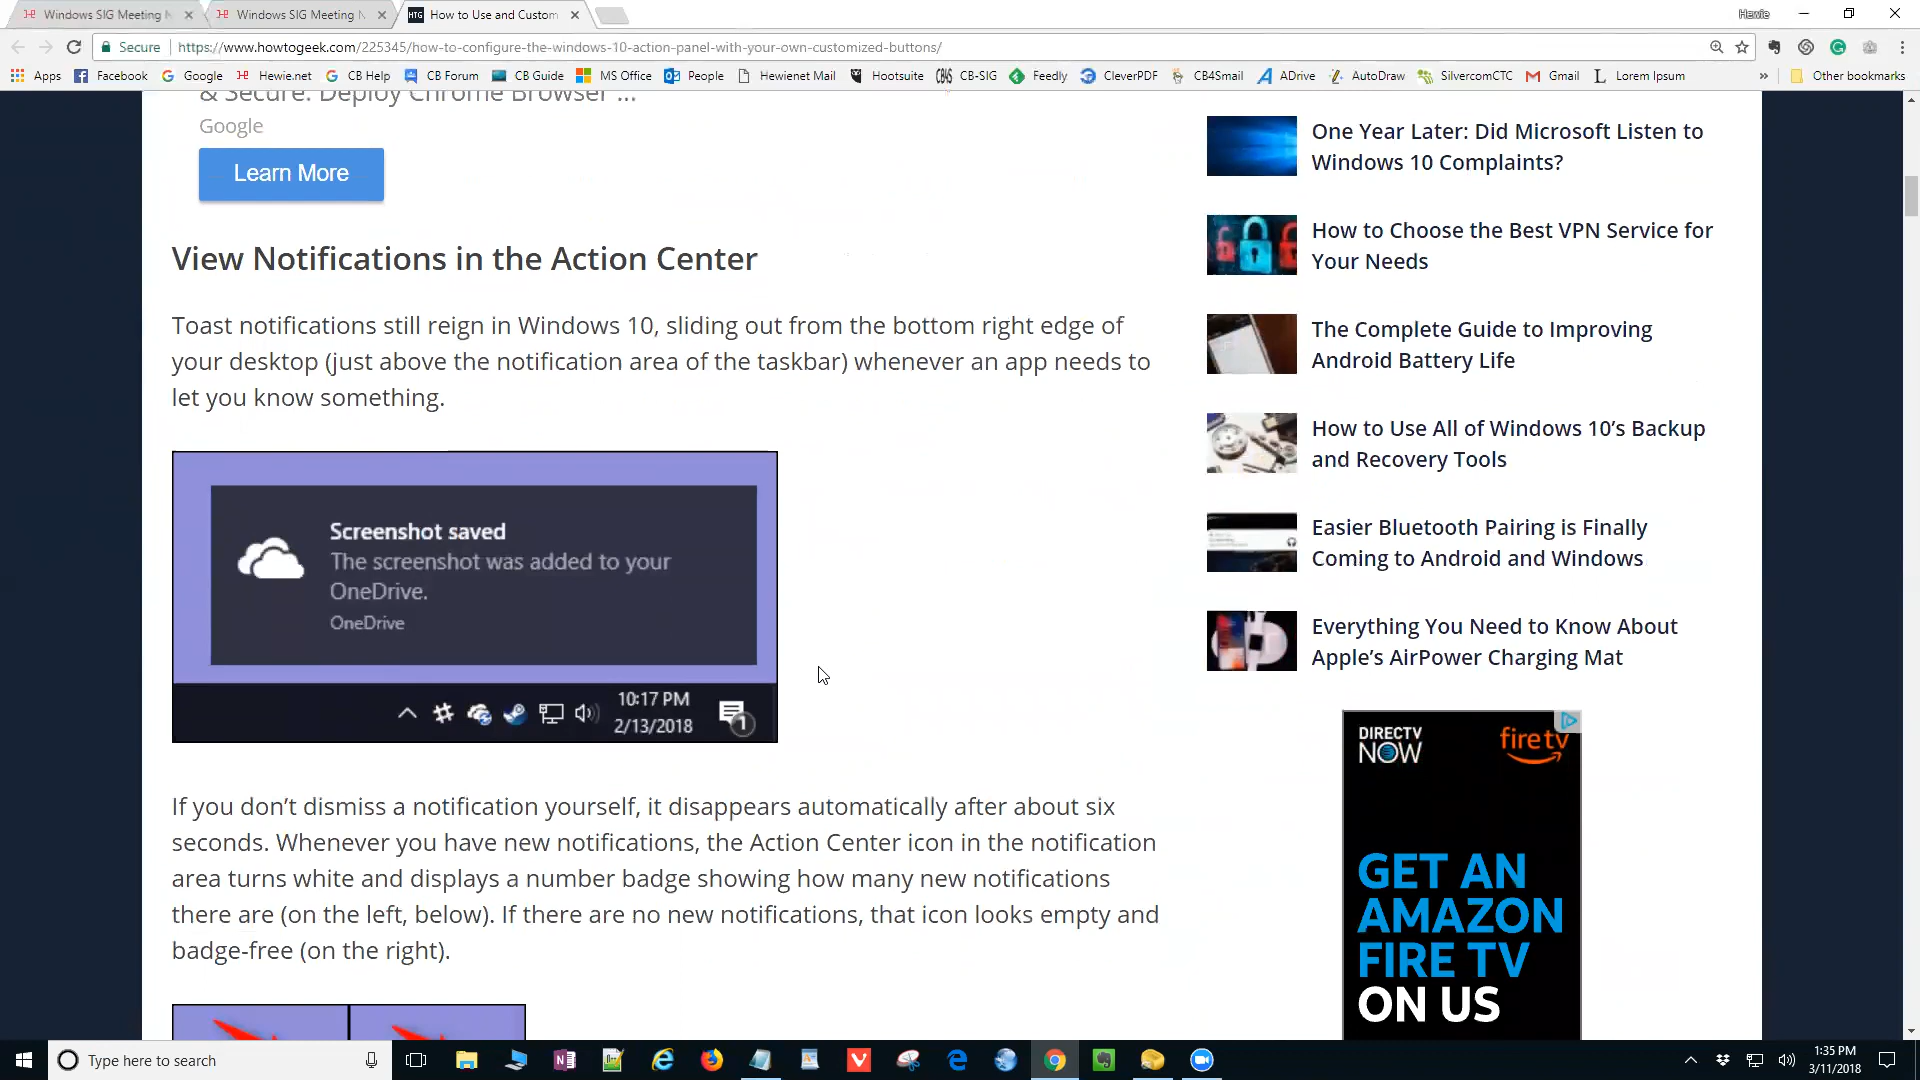 Windows SIG Meeting N
Windows SIG Meeting N
HTG How to Use and Custom
Hewie
Secure
https://www.howtogeek.com/225345/how-to-configure-the-windows-10-action-panel-with-your-own-customized-buttons/
Apps Facebook Google Hewie.net CB Help CB Forum CB Guide MS Office People Hewienet Mail Hootsuite CB-SIG Feedly CleverPDF CB4Smail ADrive AutoDraw SilvercomCTC Gmail Lorem Ipsum » Other bookmarks
& Secure. Deploy Chrome Browser ...
Google
Learn More
View Notifications in the Action Center
Toast notifications still reign in Windows 10, sliding out from the bottom right edge of
your desktop (just above the notification area of the taskbar) whenever an app needs to
let you know something.
Screenshot saved
The screenshot was added to your
OneDrive.
OneDrive
10:17 PM
2/13/2018
1
If you don’t dismiss a notification yourself, it disappears automatically after about six
seconds. Whenever you have new notifications, the Action Center icon in the notification
area turns white and displays a number badge showing how many new notifications
there are (on the left, below). If there are no new notifications, that icon looks empty and
badge-free (on the right).
One Year Later: Did Microsoft Listen to
Windows 10 Complaints?
How to Choose the Best VPN Service for
Your Needs
The Complete Guide to Improving
Android Battery Life
How to Use All of Windows 10’s Backup
and Recovery Tools
Easier Bluetooth Pairing is Finally
Coming to Android and Windows
Everything You Need to Know About
Apple’s AirPower Charging Mat
DIRECTV
NOW
fire tv
GET AN
AMAZON
FIRE TV
ON US
Type here to search
1:35 PM
3/11/2018